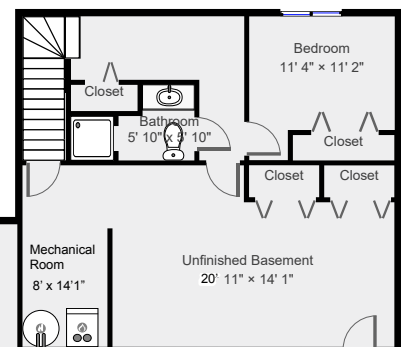 Bedroom
11' 4" × 11' 2"
Closet
Closet
Bathroom
5' 10" x 5' 10"
Closet
Closet
Mechanical
Room
8' x 14'1"
Unfinished Basement
20' 11" × 14' 1"